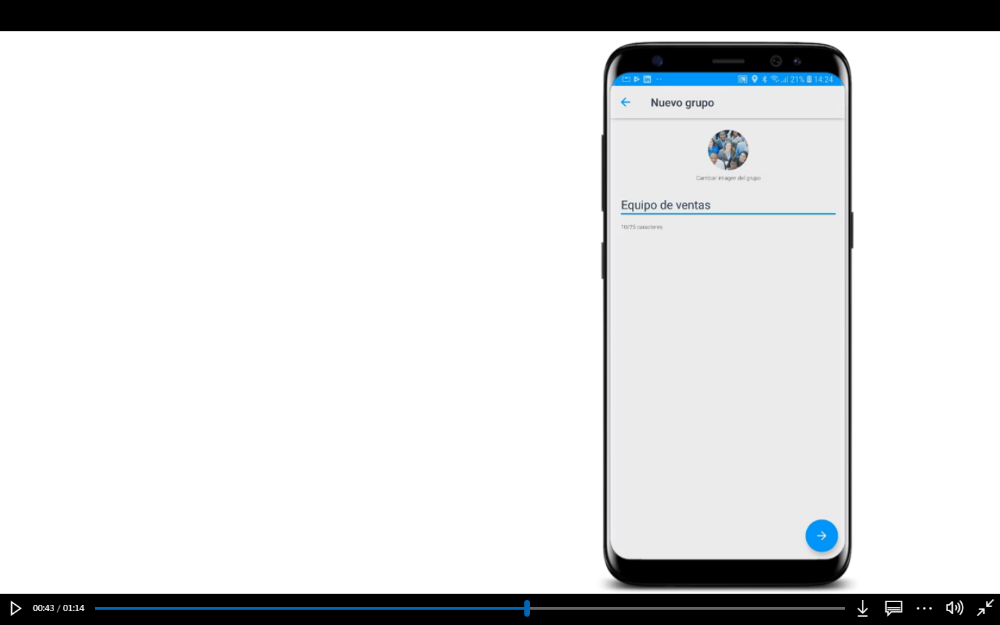 21% 14:24
Nuevo grupo
Cambiar imagen del grupo
Equipo de ventas
10/25 caracteres
00:43 / 01:14